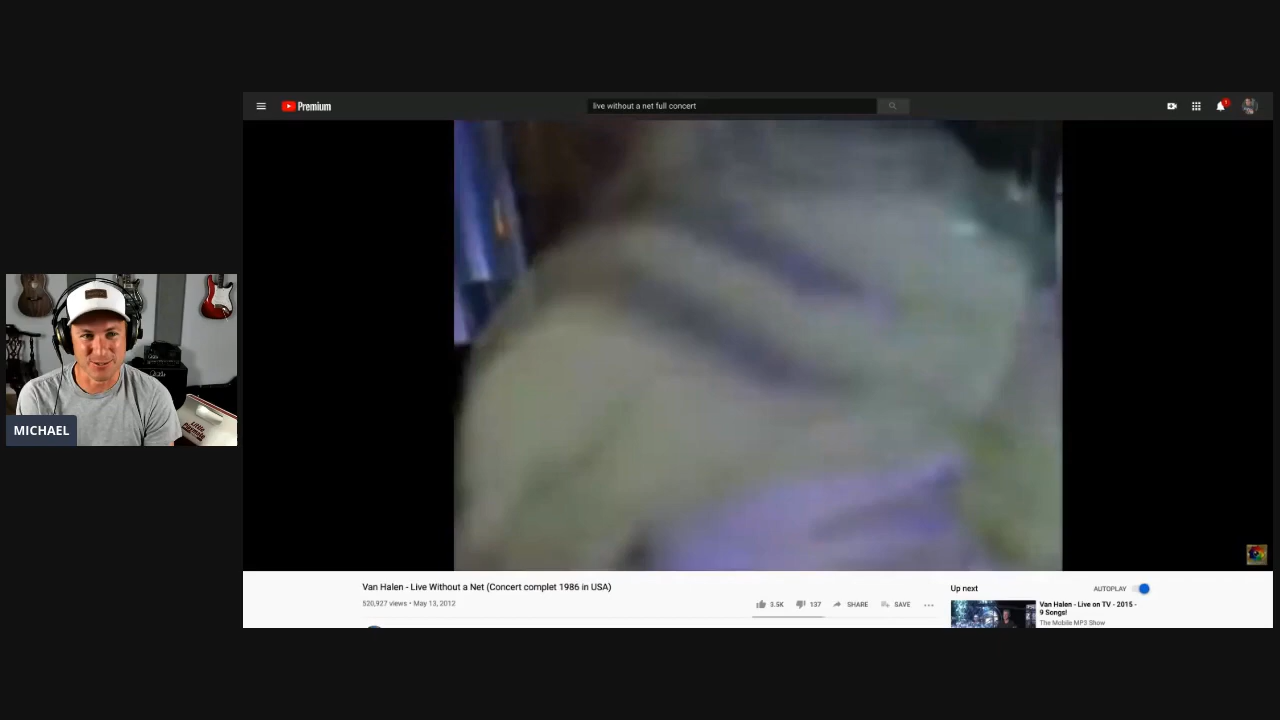 Premium
live without a net full concert
1
MICHAEL
Little
Van Halen - Live Without a Net (Concert complet 1986 in USA)
520,927 views • May 13, 2012
3.5K
137
SHARE
SAVE
Up next
AUTOPLAY
Van Halen - Live on TV - 2015 -
9 Songs!
The Mobile MP3 Show